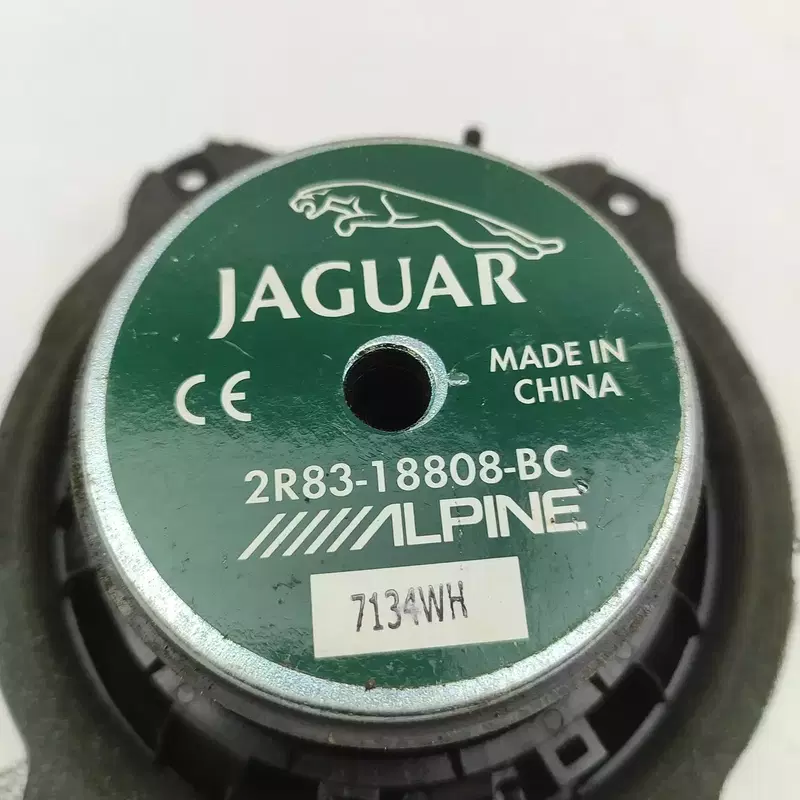 JAGUAR
CE
MADE IN
CHINA
2R83-18808-BC
ALPINE
7134WH